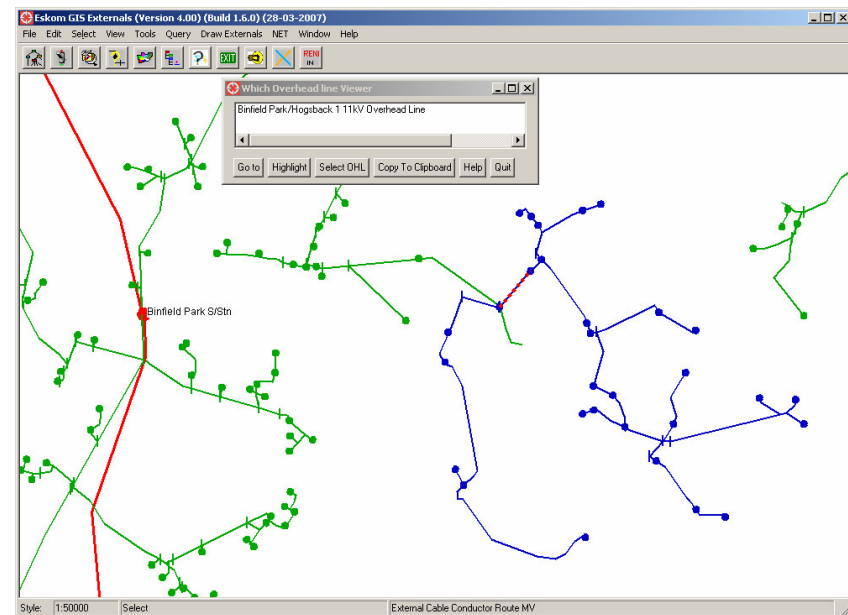 Eskom GIS Externals (Version 4.00) (Build 1.6.0) (28-03-2007)
File Edit Select View Tools Query Draw Externals NET Window Help
EXIT RENI IN
Which Overhead line Viewer
Binfield Park/Hogsback 1 11kV Overhead Line
Go to Highlight Select OHL Copy To Clipboard Help Quit
Binfield Park S/Stn
Style: 1:50000 Select External Cable Conductor Route MV